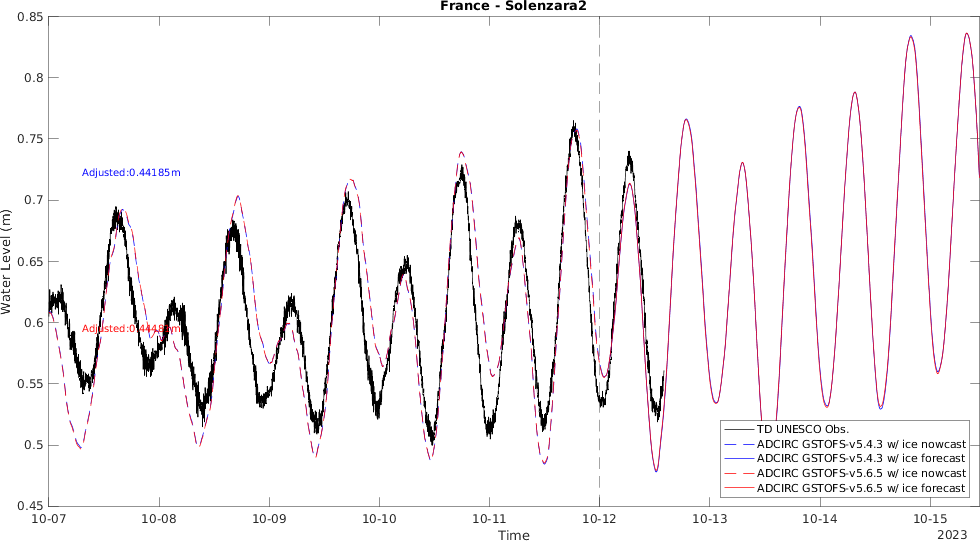 France - Solenzara2
0.85
0.8
0.75
0.7
0.65
0.6
0.55
0.5
0.45
Water Level (m)
Adjusted:0.44185m
Adjusted:0.44485m
TD UNESCO Obs.
ADCIRC GSTOFS-v5.4.3 w/ ice nowcast
ADCIRC GSTOFS-v5.4.3 w/ ice forecast
ADCIRC GSTOFS-v5.6.5 w/ ice nowcast
ADCIRC GSTOFS-v5.6.5 w/ ice forecast
10-07 10-08 10-09 10-10 10-11 10-12 10-13 10-14 10-15
Time
2023